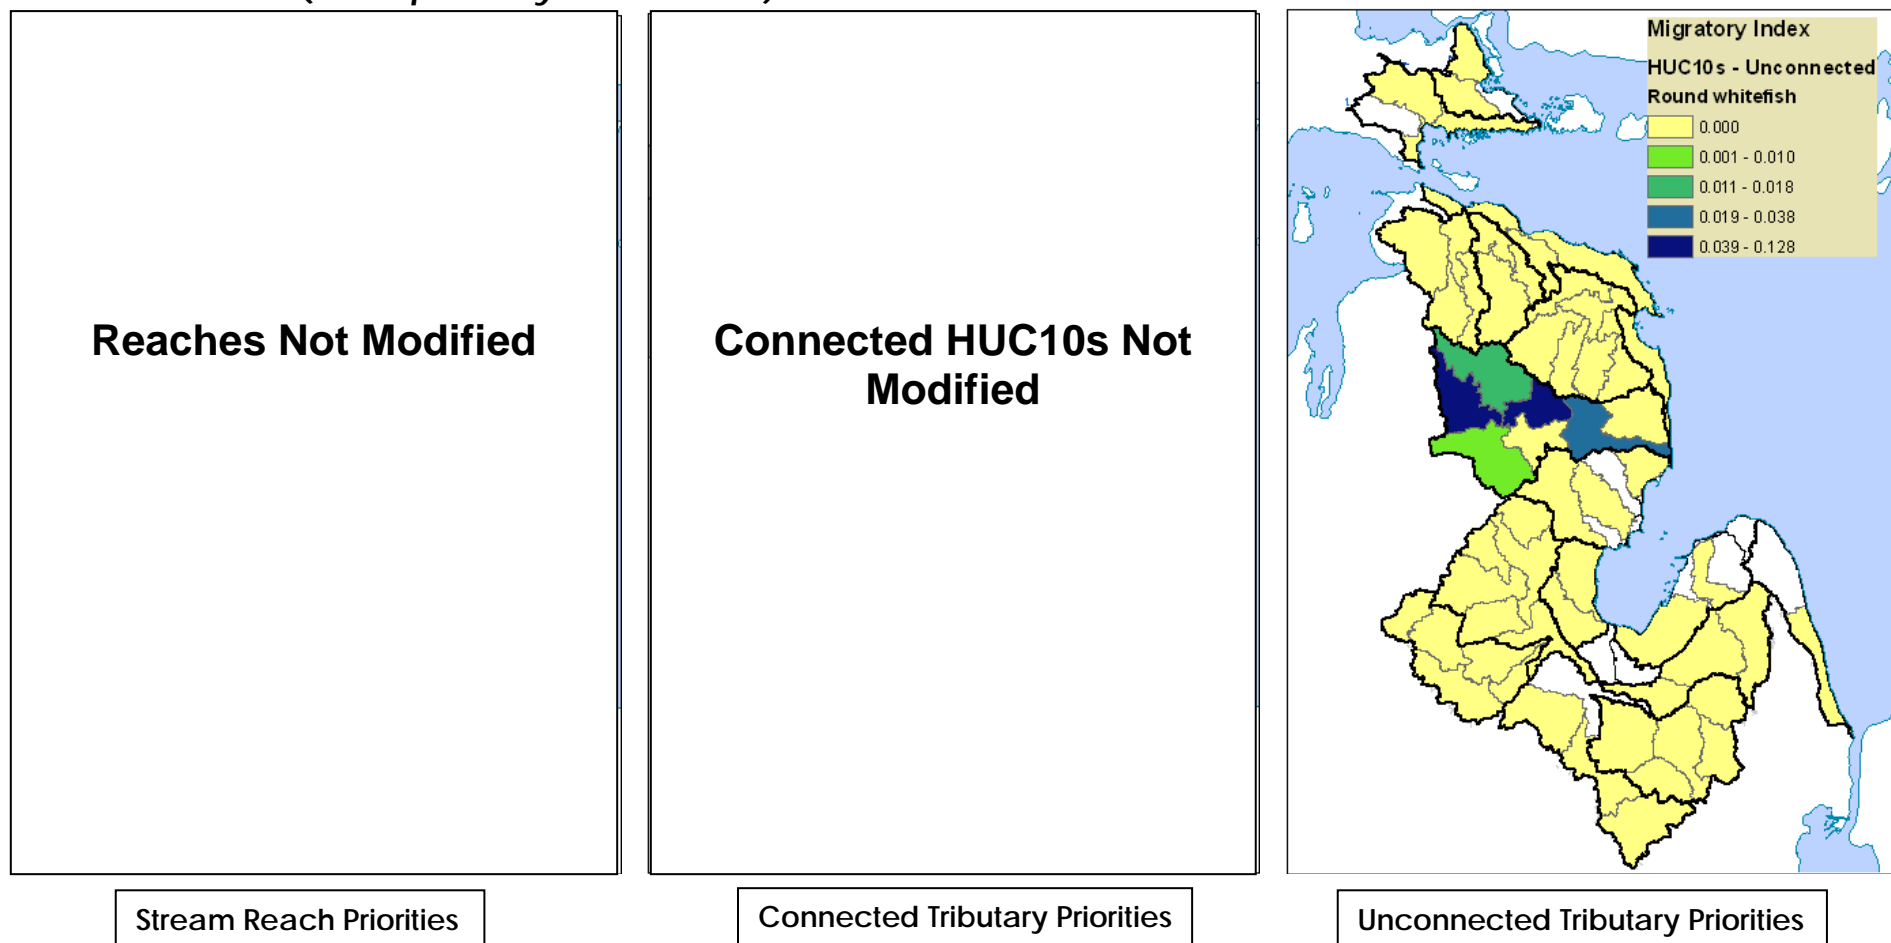 Reaches Not Modified
Connected HUC10s Not
Modified
Migratory Index
HUC10s - Unconnected
Round whitefish
0.000
0.001 - 0.010
0.011 - 0.018
0.019 - 0.038
0.039 - 0.128
Stream Reach Priorities
Connected Tributary Priorities
Unconnected Tributary Priorities